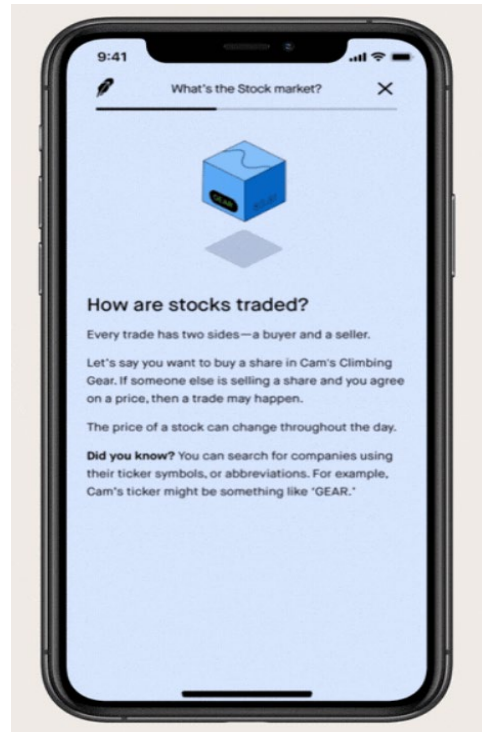 9:41
What's the Stock market?
GEAR
How are stocks traded?
Every trade has two sides—a buyer and a seller.
Let's say you want to buy a share in Cam's Climbing
Gear. If someone else is selling a share and you agree
on a price, then a trade may happen.
The price of a stock can change throughout the day.
Did you know? You can search for companies using
their ticker symbols, or abbreviations. For example,
Cam's ticker might be something like "GEAR."